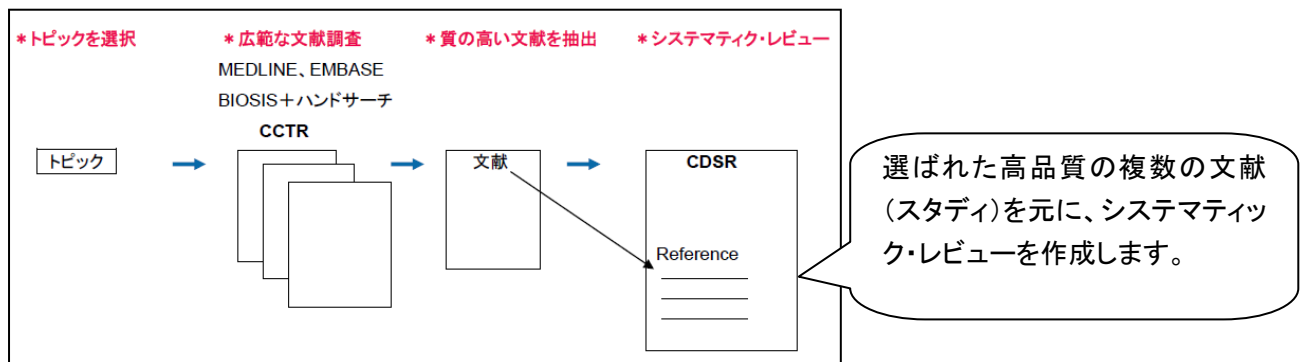 *トピックを選択
*広範な文献調査
*質の高い文献を抽出
*システマティク・レビュー
MEDLINE、EMBASE
BIOSIS+ハンドサーチ
CCTR
トピック
文献
CDSR
Reference
選ばれた高品質の複数の文献
(スタディ)を元に、システマティッ
ク・レビューを作成します。